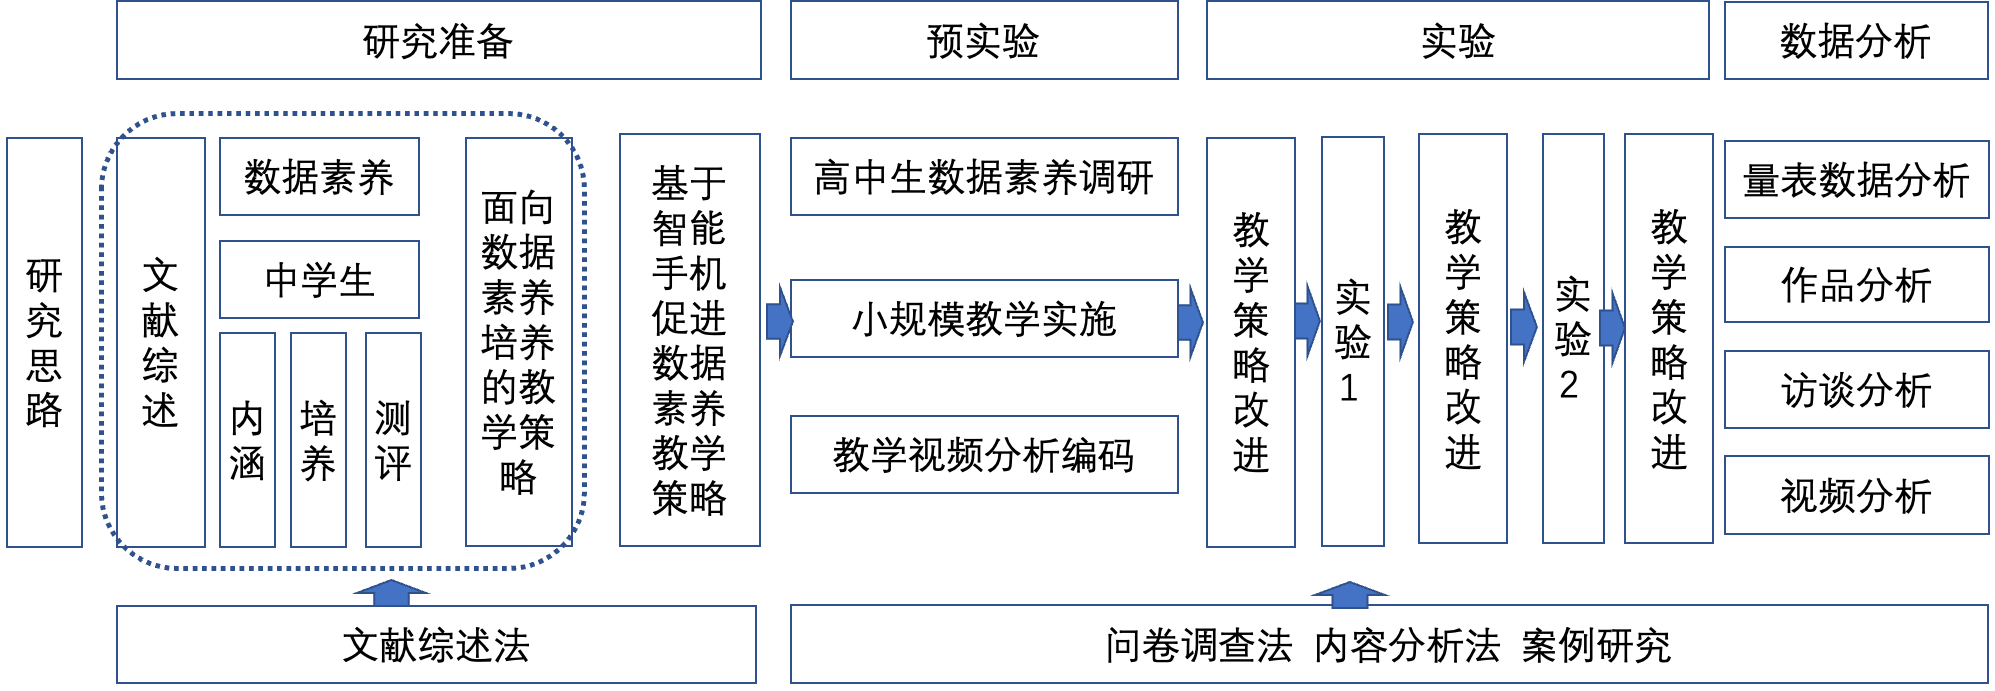 研究准备
预实验
实验
数据分析
研究思路
文献综述
数据素养
中学生
内涵
培养
测评
面向
数据
素养
培养
的教
学策
略
基于
智能
手机
促进
数据
素养
教学
策略
高中生数据素养调研
小规模教学实施
教学视频分析编码
教学策略改进
实验1
教学策略改进
实验2
教学策略改进
量表数据分析
作品分析
访谈分析
视频分析
文献综述法
问卷调查法 内容分析法 案例研究